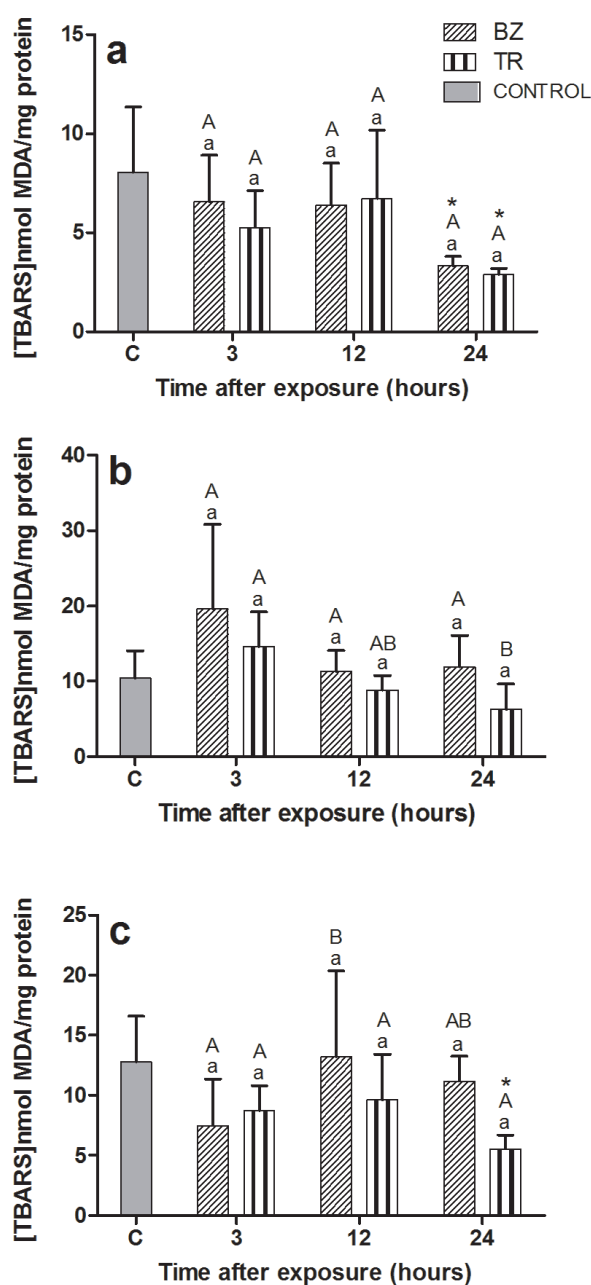 a
BZ
TR
CONTROL
[TBARS]nmol MDA/mg protein
15
10
5
0
A
a
A
a
A
a
A
a
*
A
a
*
A
a
C 3 12 24
Time after exposure (hours)
b
[TBARS]nmol MDA/mg protein
40
30
20
10
0
A
a
A
a
A
a
AB
a
A
a
B
a
C 3 12 24
Time after exposure (hours)
c
[TBARS]nmol MDA/mg protein
25
20
15
10
5
0
A
a
A
a
B
a
A
a
AB
a
*
A
a
C 3 12 24
Time after exposure (hours)